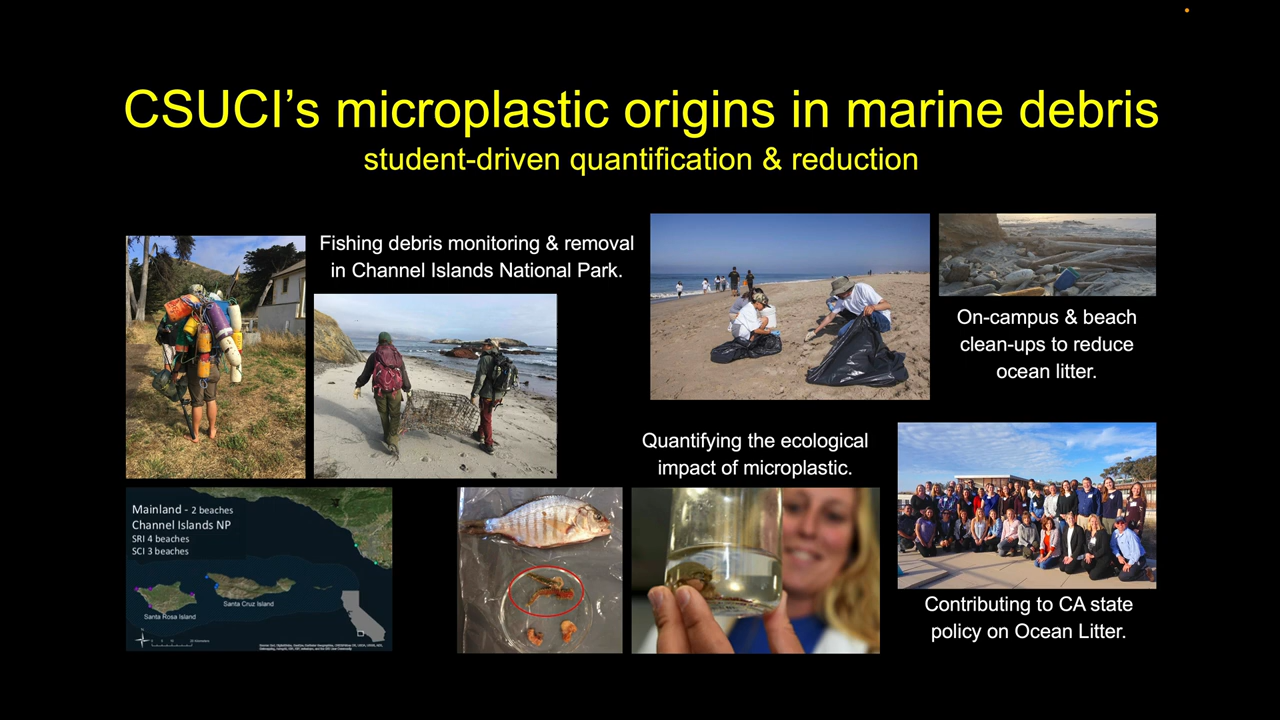 CSUCI's microplastic origins in marine debris
student-driven quantification & reduction
Fishing debris monitoring & removal
in Channel Islands National Park.
On-campus & beach
clean-ups to reduce
ocean litter.
Quantifying the ecological
impact of microplastic.
Mainland - 2 beaches
Channel Islands NP
SRI 4 beaches
SCI 3 beaches
Santa Cruz Island
Santa Rosa Island
Contributing to CA state
policy on Ocean Litter.